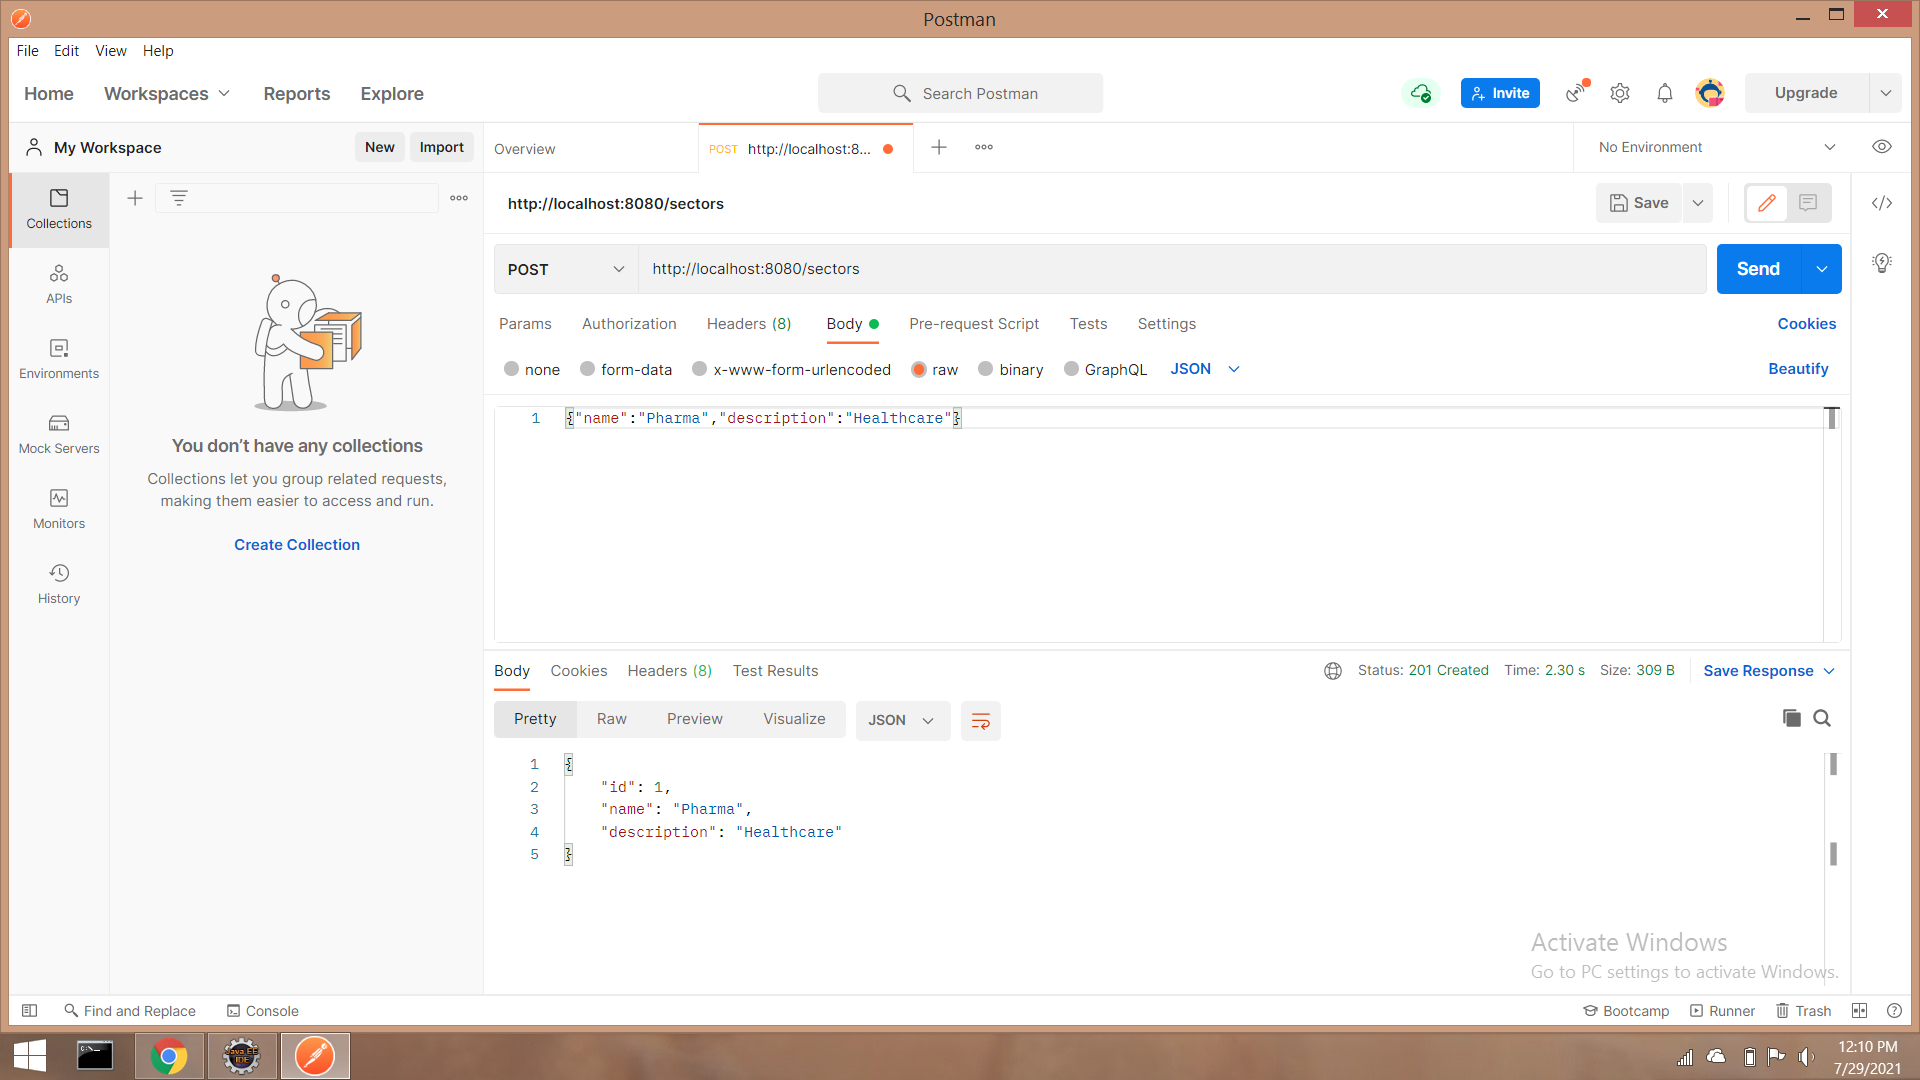 Postman
File Edit View Help
Home Workspaces Reports Explore
Search Postman
Invite
Upgrade
My Workspace
New Import
Overview
POST http://localhost:8...
No Environment
Collections
APIs
Environments
Mock Servers
Monitors
History
You don't have any collections
Collections let you group related requests,
making them easier to access and run.
Create Collection
http://localhost:8080/sectors
Save
POST http://localhost:8080/sectors
Send
Params Authorization Headers (8) Body Pre-request Script Tests Settings
Cookies
none form-data x-www-form-urlencoded raw binary GraphQL JSON
Beautify
1 {"name":"Pharma","description":"Healthcare"}
Body Cookies Headers (8) Test Results
Status: 201 Created Time: 2.30 s Size: 309 B
Save Response
Pretty Raw Preview Visualize JSON
1 {
2 "id": 1,
3 "name": "Pharma",
4 "description": "Healthcare"
5 }
Activate Windows
Go to PC settings to activate Windows.
Find and Replace Console
Bootcamp Runner Trash
C:\_
Java EE
IDE
12:10 PM
7/29/2021